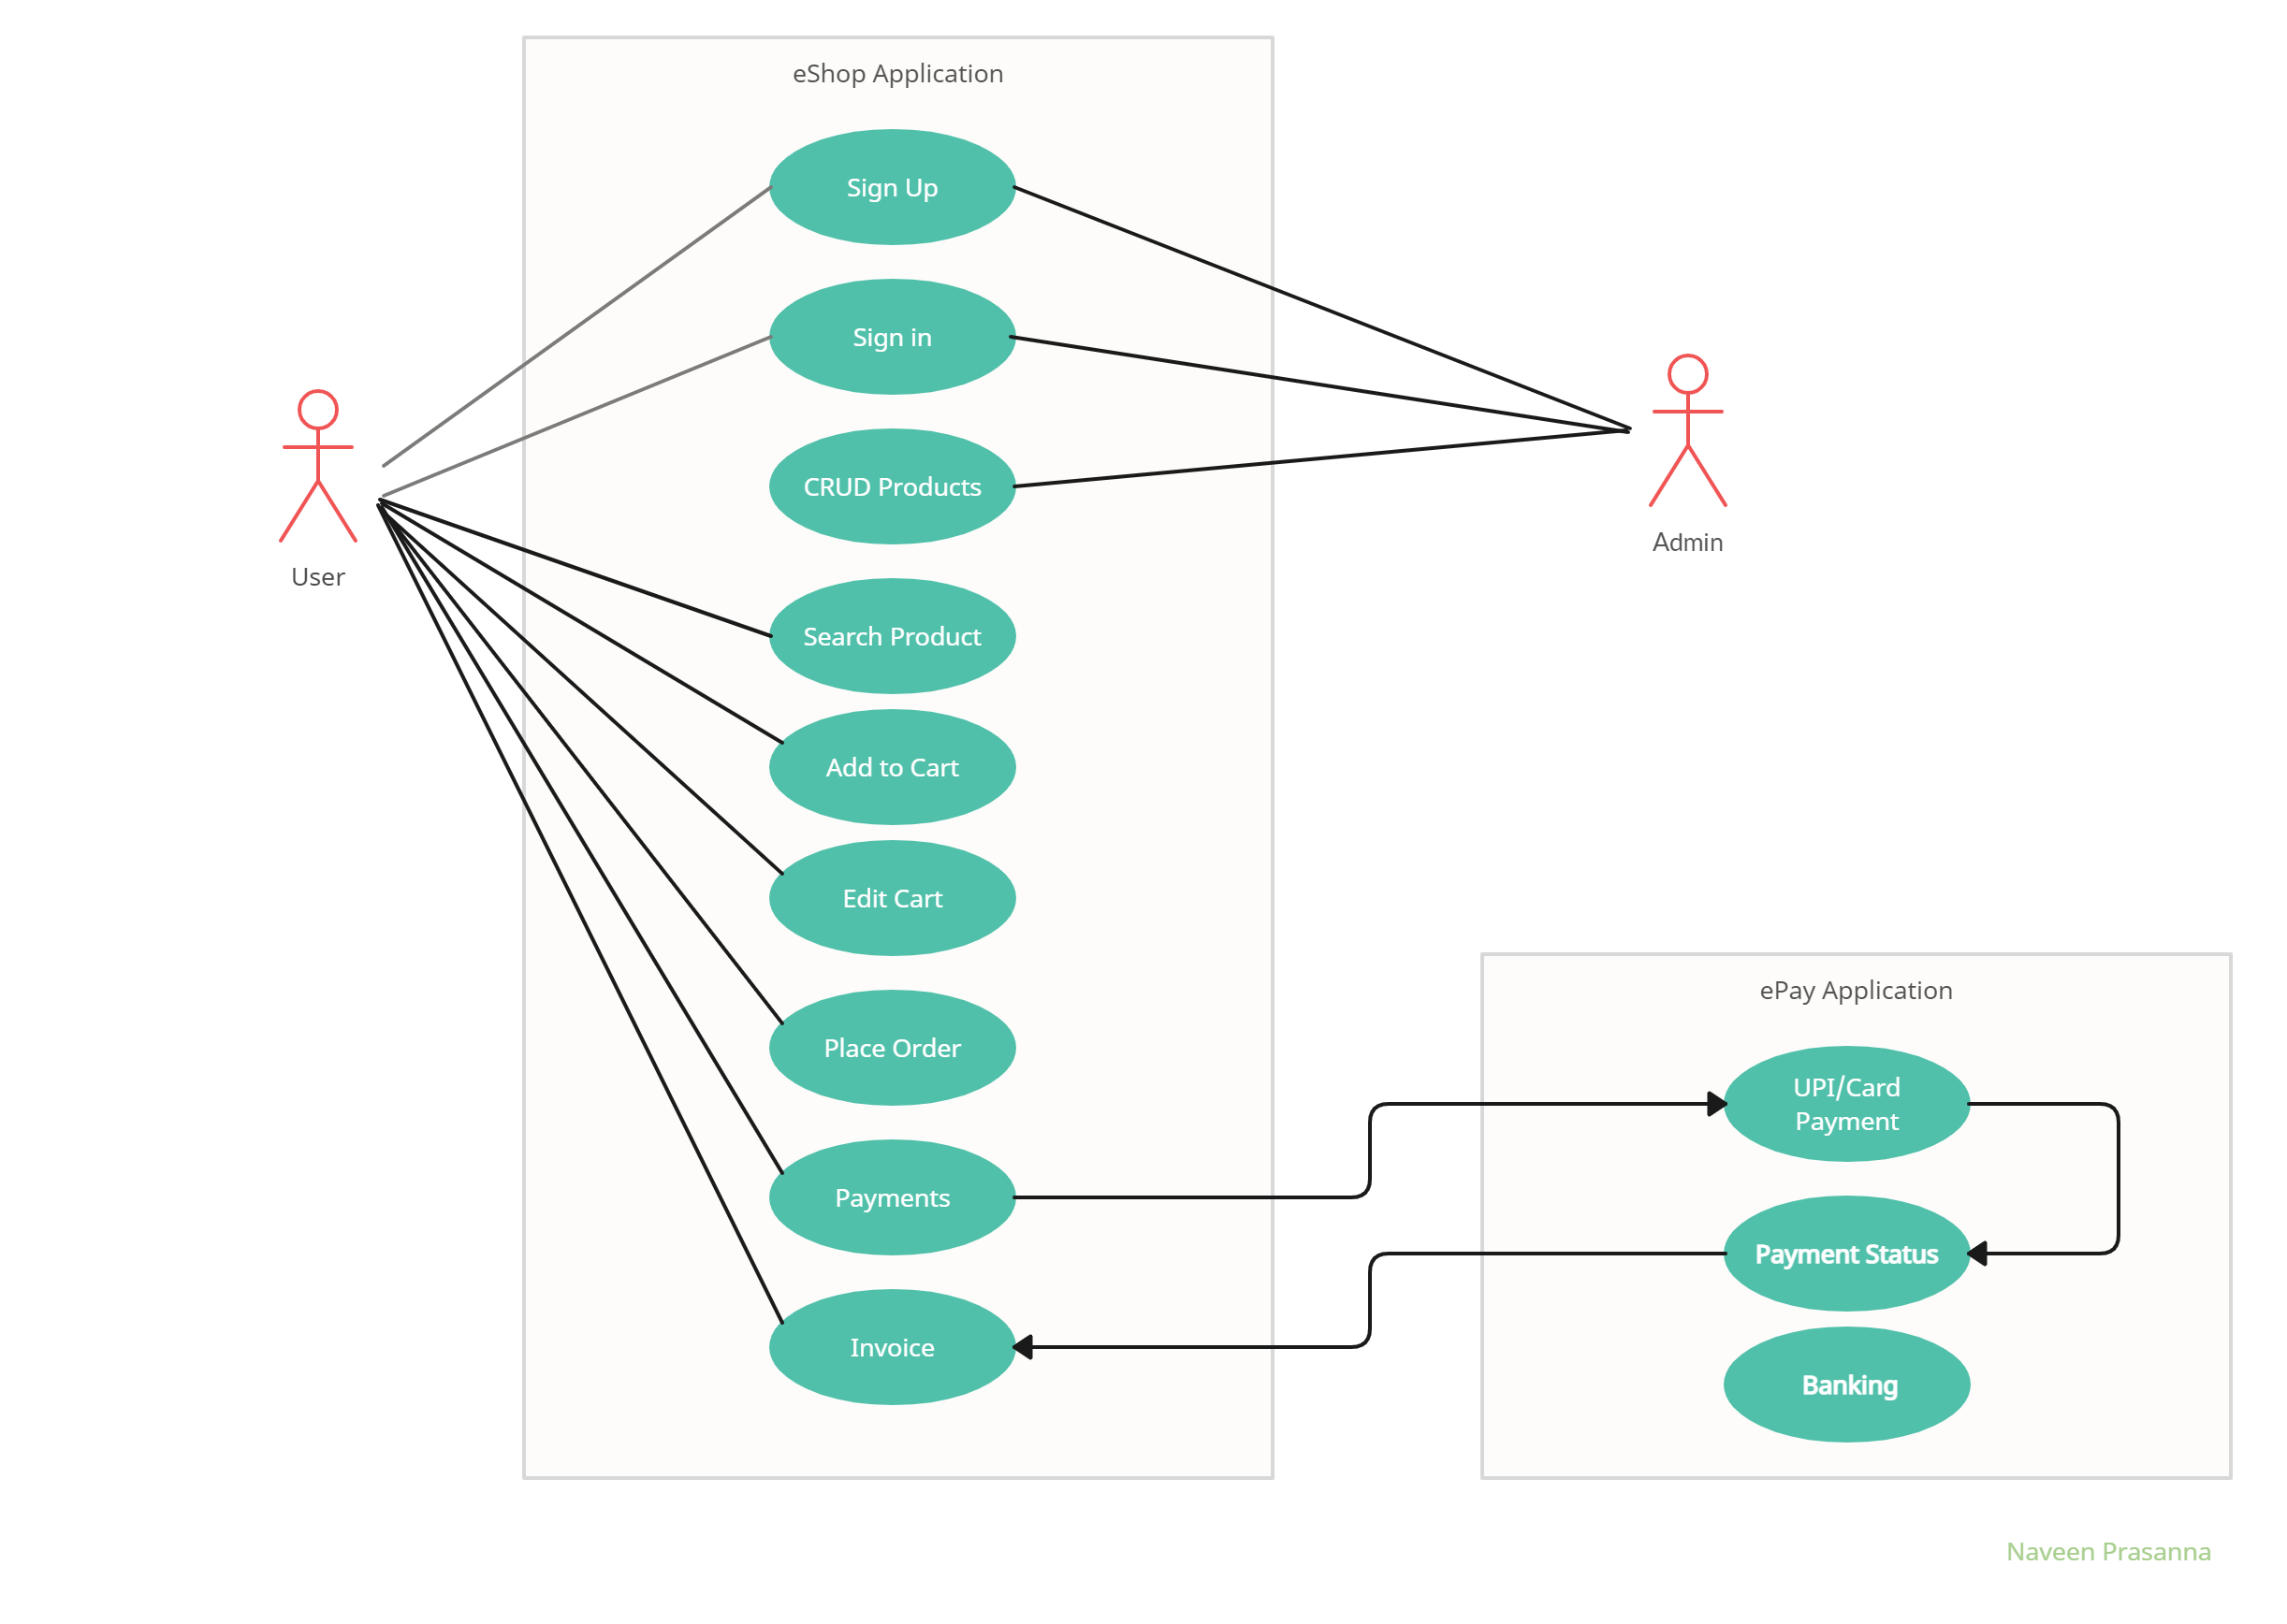 eShop Application
Sign Up
Sign in
CRUD Products
Search Product
Add to Cart
Edit Cart
Place Order
Payments
Invoice
User
Admin
ePay Application
UPI/Card
Payment
Payment Status
Banking
Naveen Prasanna